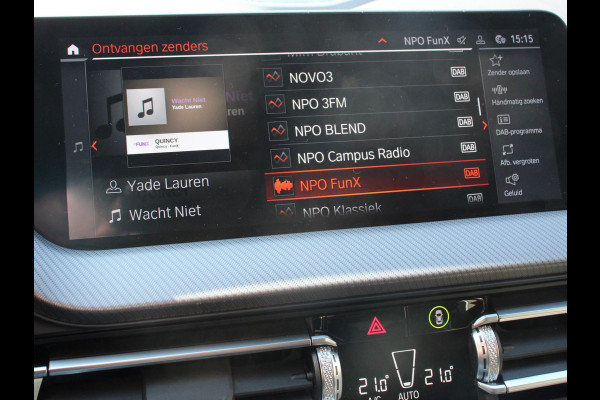 Ontvangen zenders
NPO FunX
15:15
NOVO3 DAB
NPO 3FM DAB
NPO BLEND DAB
NPO Campus Radio DAB
NPO FunX DAB
NPO Klassiek DAB
Wacht Niet
Yade Lauren
FUNX
QUINCY
Yade Lauren
Wacht Niet
Zender opslaan
Handmatig zoeken
DAB-programma
Afb. vergroten
Geluid
21.0°
21.0°
A/C
AUTO